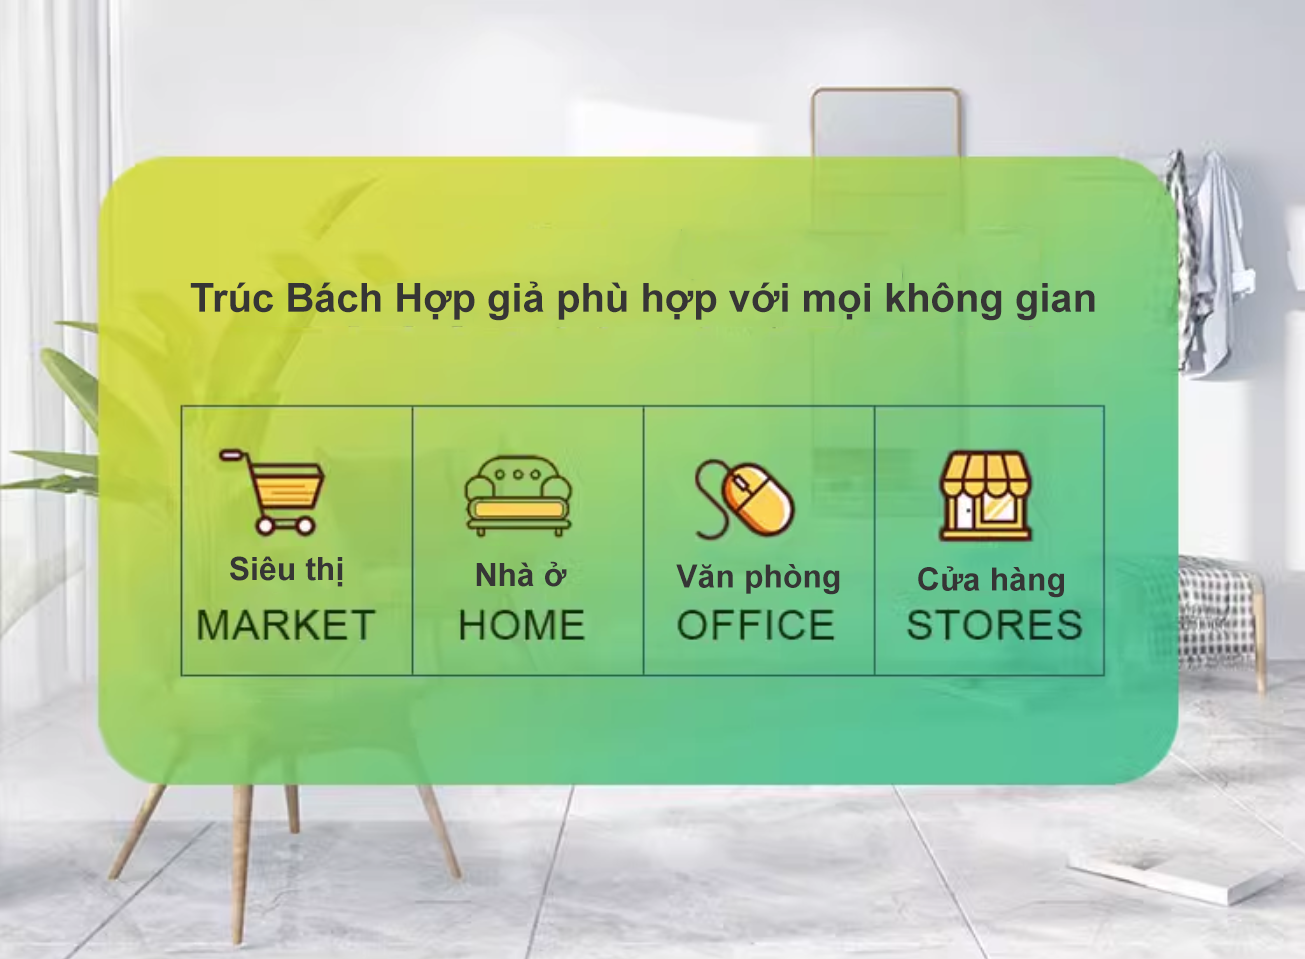 Trúc Bách Hợp giả phù hợp với mọi không gian
Siêu thị
MARKET
Nhà ở
HOME
Văn phòng
OFFICE
Cửa hàng
STORES